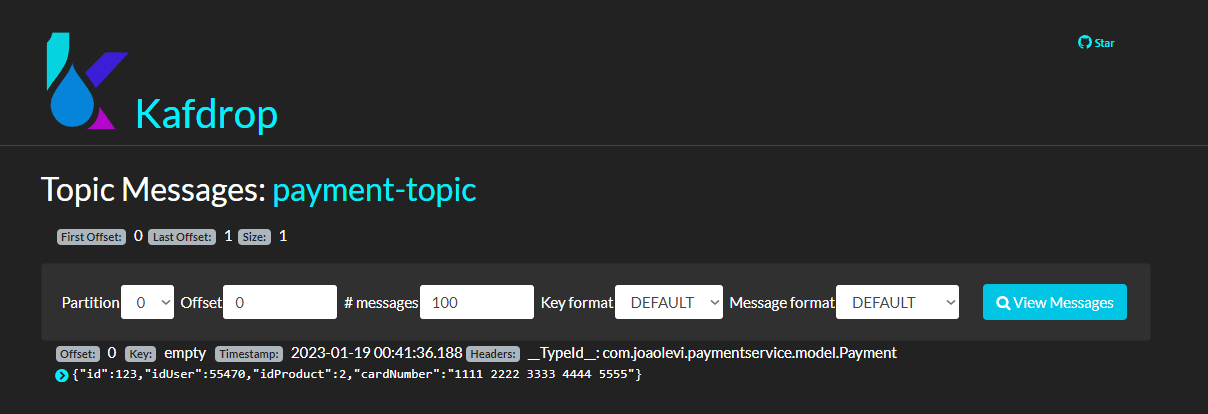 Star
Kafdrop
Topic Messages: payment-topic
First Offset: 0 Last Offset: 1 Size: 1
Partition 0 Offset 0 # messages 100 Key format DEFAULT Message format DEFAULT View Messages
Offset: 0 Key: empty Timestamp: 2023-01-19 00:41:36.188 Headers: __TypeId__: com.joaolevi.paymentservice.model.Payment
{"id":123,"idUser":55470,"idProduct":2,"cardNumber":"1111 2222 3333 4444 5555"}